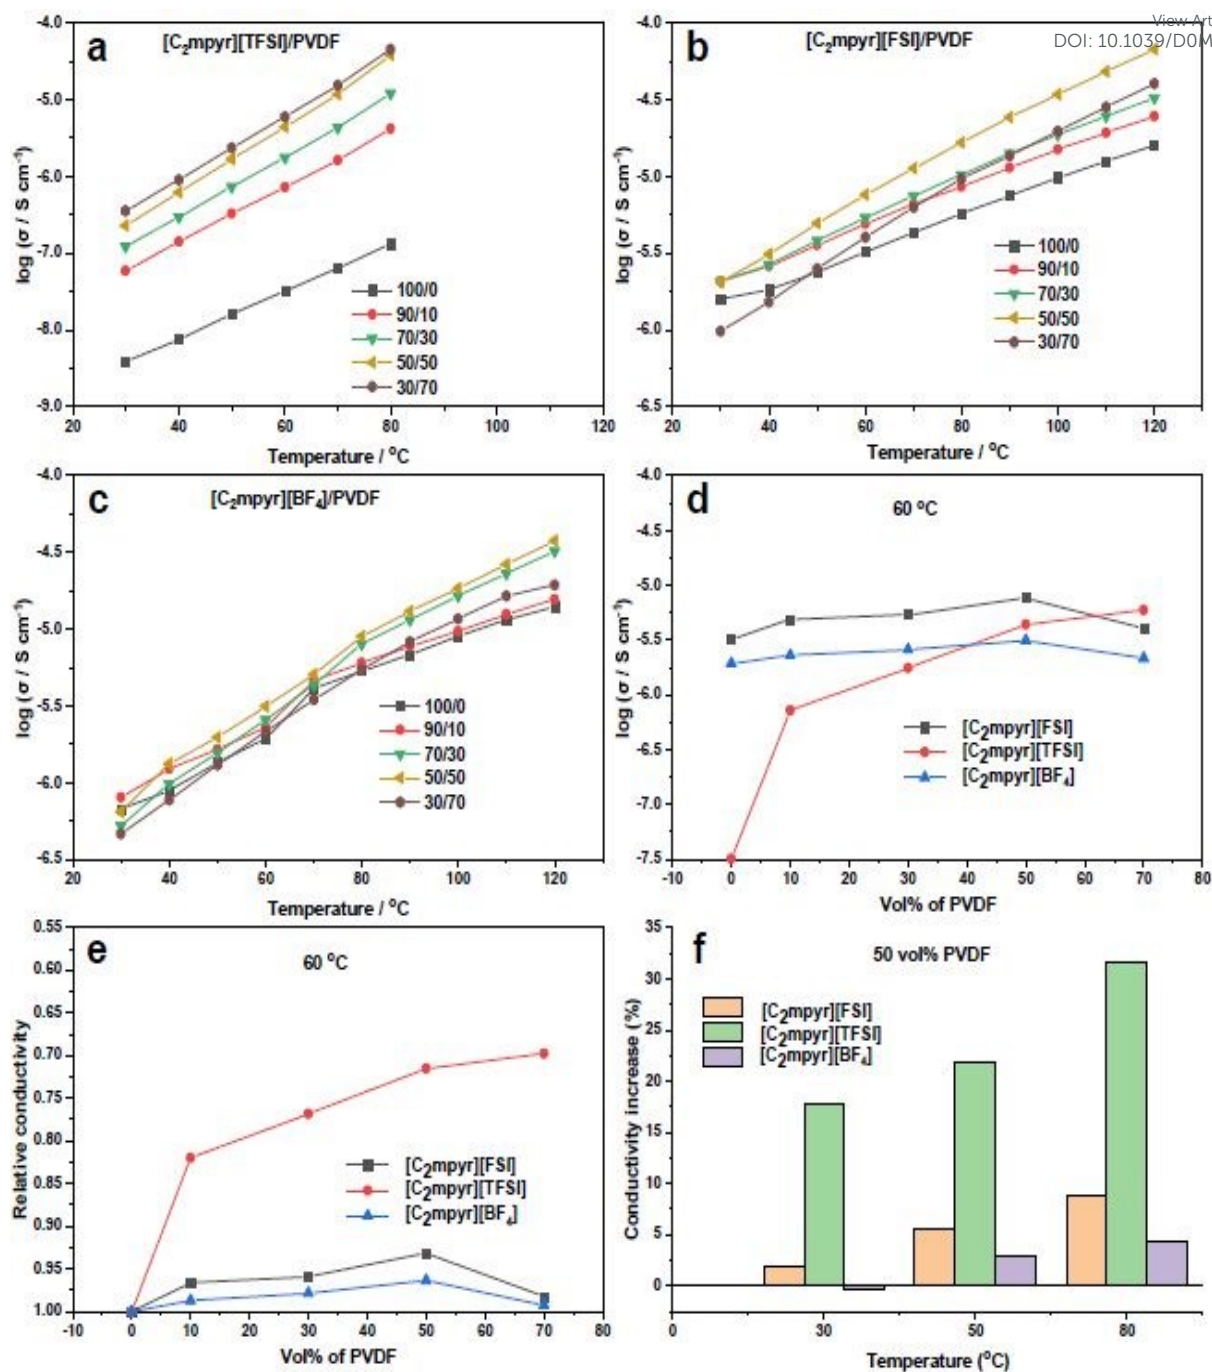 View Art
DOI: 10.1039/D0M
a
[C₂mpyr][TFSI]/PVDF
-4.0
-5.0
-6.0
-7.0
-8.0
-9.0
log (σ / S cm⁻¹)
100/0
90/10
70/30
50/50
30/70
20 40 60 80 100 120
Temperature / °C
b
[C₂mpyr][FSI]/PVDF
-4.0
-4.5
-5.0
-5.5
-6.0
-6.5
log (σ / S cm⁻¹)
100/0
90/10
70/30
50/50
30/70
20 40 60 80 100 120
Temperature / °C
c
[C₂mpyr][BF₄]/PVDF
-4.0
-4.5
-5.0
-5.5
-6.0
-6.5
log (σ / S cm⁻¹)
100/0
90/10
70/30
50/50
30/70
20 40 60 80 100 120
Temperature / °C
d
60 °C
-4.0
-4.5
-5.0
-5.5
-6.0
-6.5
-7.0
-7.5
log (σ / S cm⁻¹)
[C₂mpyr][FSI]
[C₂mpyr][TFSI]
[C₂mpyr][BF₄]
-10 0 10 20 30 40 50 60 70 80
Vol% of PVDF
e
60 °C
0.55
0.60
0.65
0.70
0.75
0.80
0.85
0.90
0.95
1.00
Relative conductivity
[C₂mpyr][FSI]
[C₂mpyr][TFSI]
[C₂mpyr][BF₄]
-10 0 10 20 30 40 50 60 70 80
Vol% of PVDF
f
50 vol% PVDF
35
30
25
20
15
10
5
0
Conductivity increase (%)
[C₂mpyr][FSI]
[C₂mpyr][TFSI]
[C₂mpyr][BF₄]
0 30 50 80
Temperature (°C)